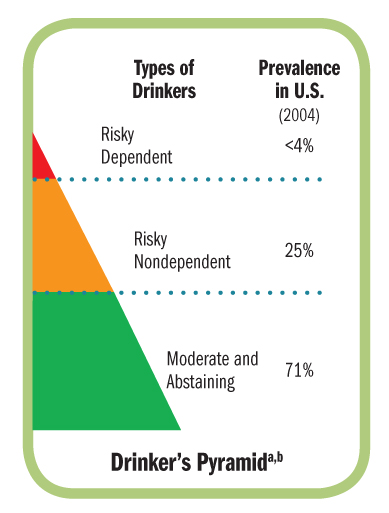 Types of
Drinkers
Prevalence
in U.S.
(2004)
Risky
Dependent
<4%
Risky
Nondependent
25%
Moderate and
Abstaining
71%
Drinker's Pyramidᵃ,ᵇ